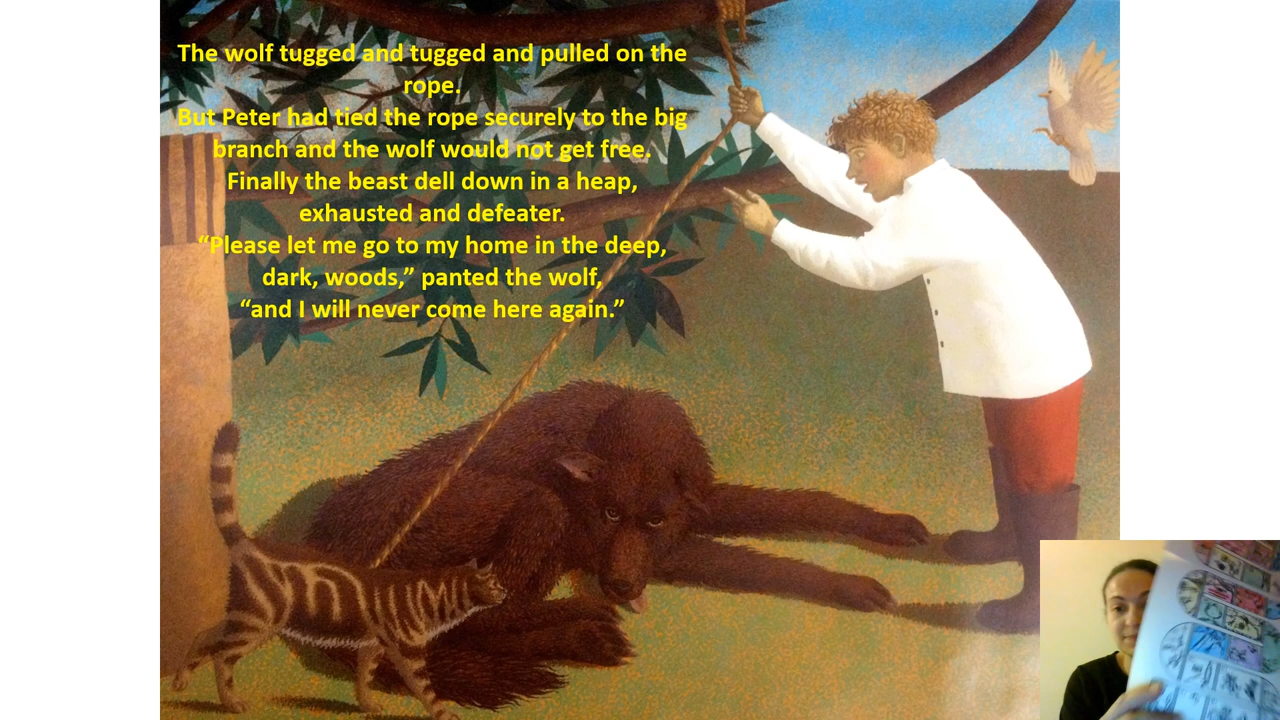 The wolf tugged and tugged and pulled on the
rope.
But Peter had tied the rope securely to the big
branch and the wolf would not get free.
Finally the beast dell down in a heap,
exhausted and defeater.
“Please let me go to my home in the deep,
dark, woods,” panted the wolf,
“and I will never come here again.”